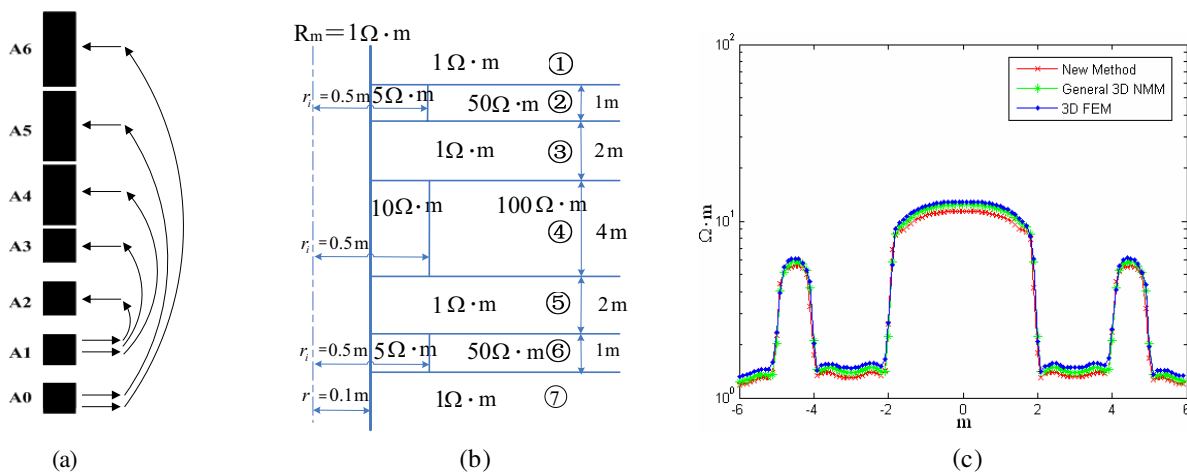 A6
A5
A4
A3
A2
A1
A0
(a)
Rm=1Ω·m
1Ω·m ①
ri=0.5m 5Ω·m 50Ω·m ② 1m
1Ω·m ③ 2m
10Ω·m 100Ω·m ④ 4m
ri=0.5m
1Ω·m ⑤ 2m
ri=0.5m 5Ω·m 50Ω·m ⑥ 1m
r=0.1m 1Ω·m ⑦
(b)
10²
10¹
10⁰
Ω·m
New Method
General 3D NMM
3D FEM
-6 -4 -2 0 2 4 6
m
(c)